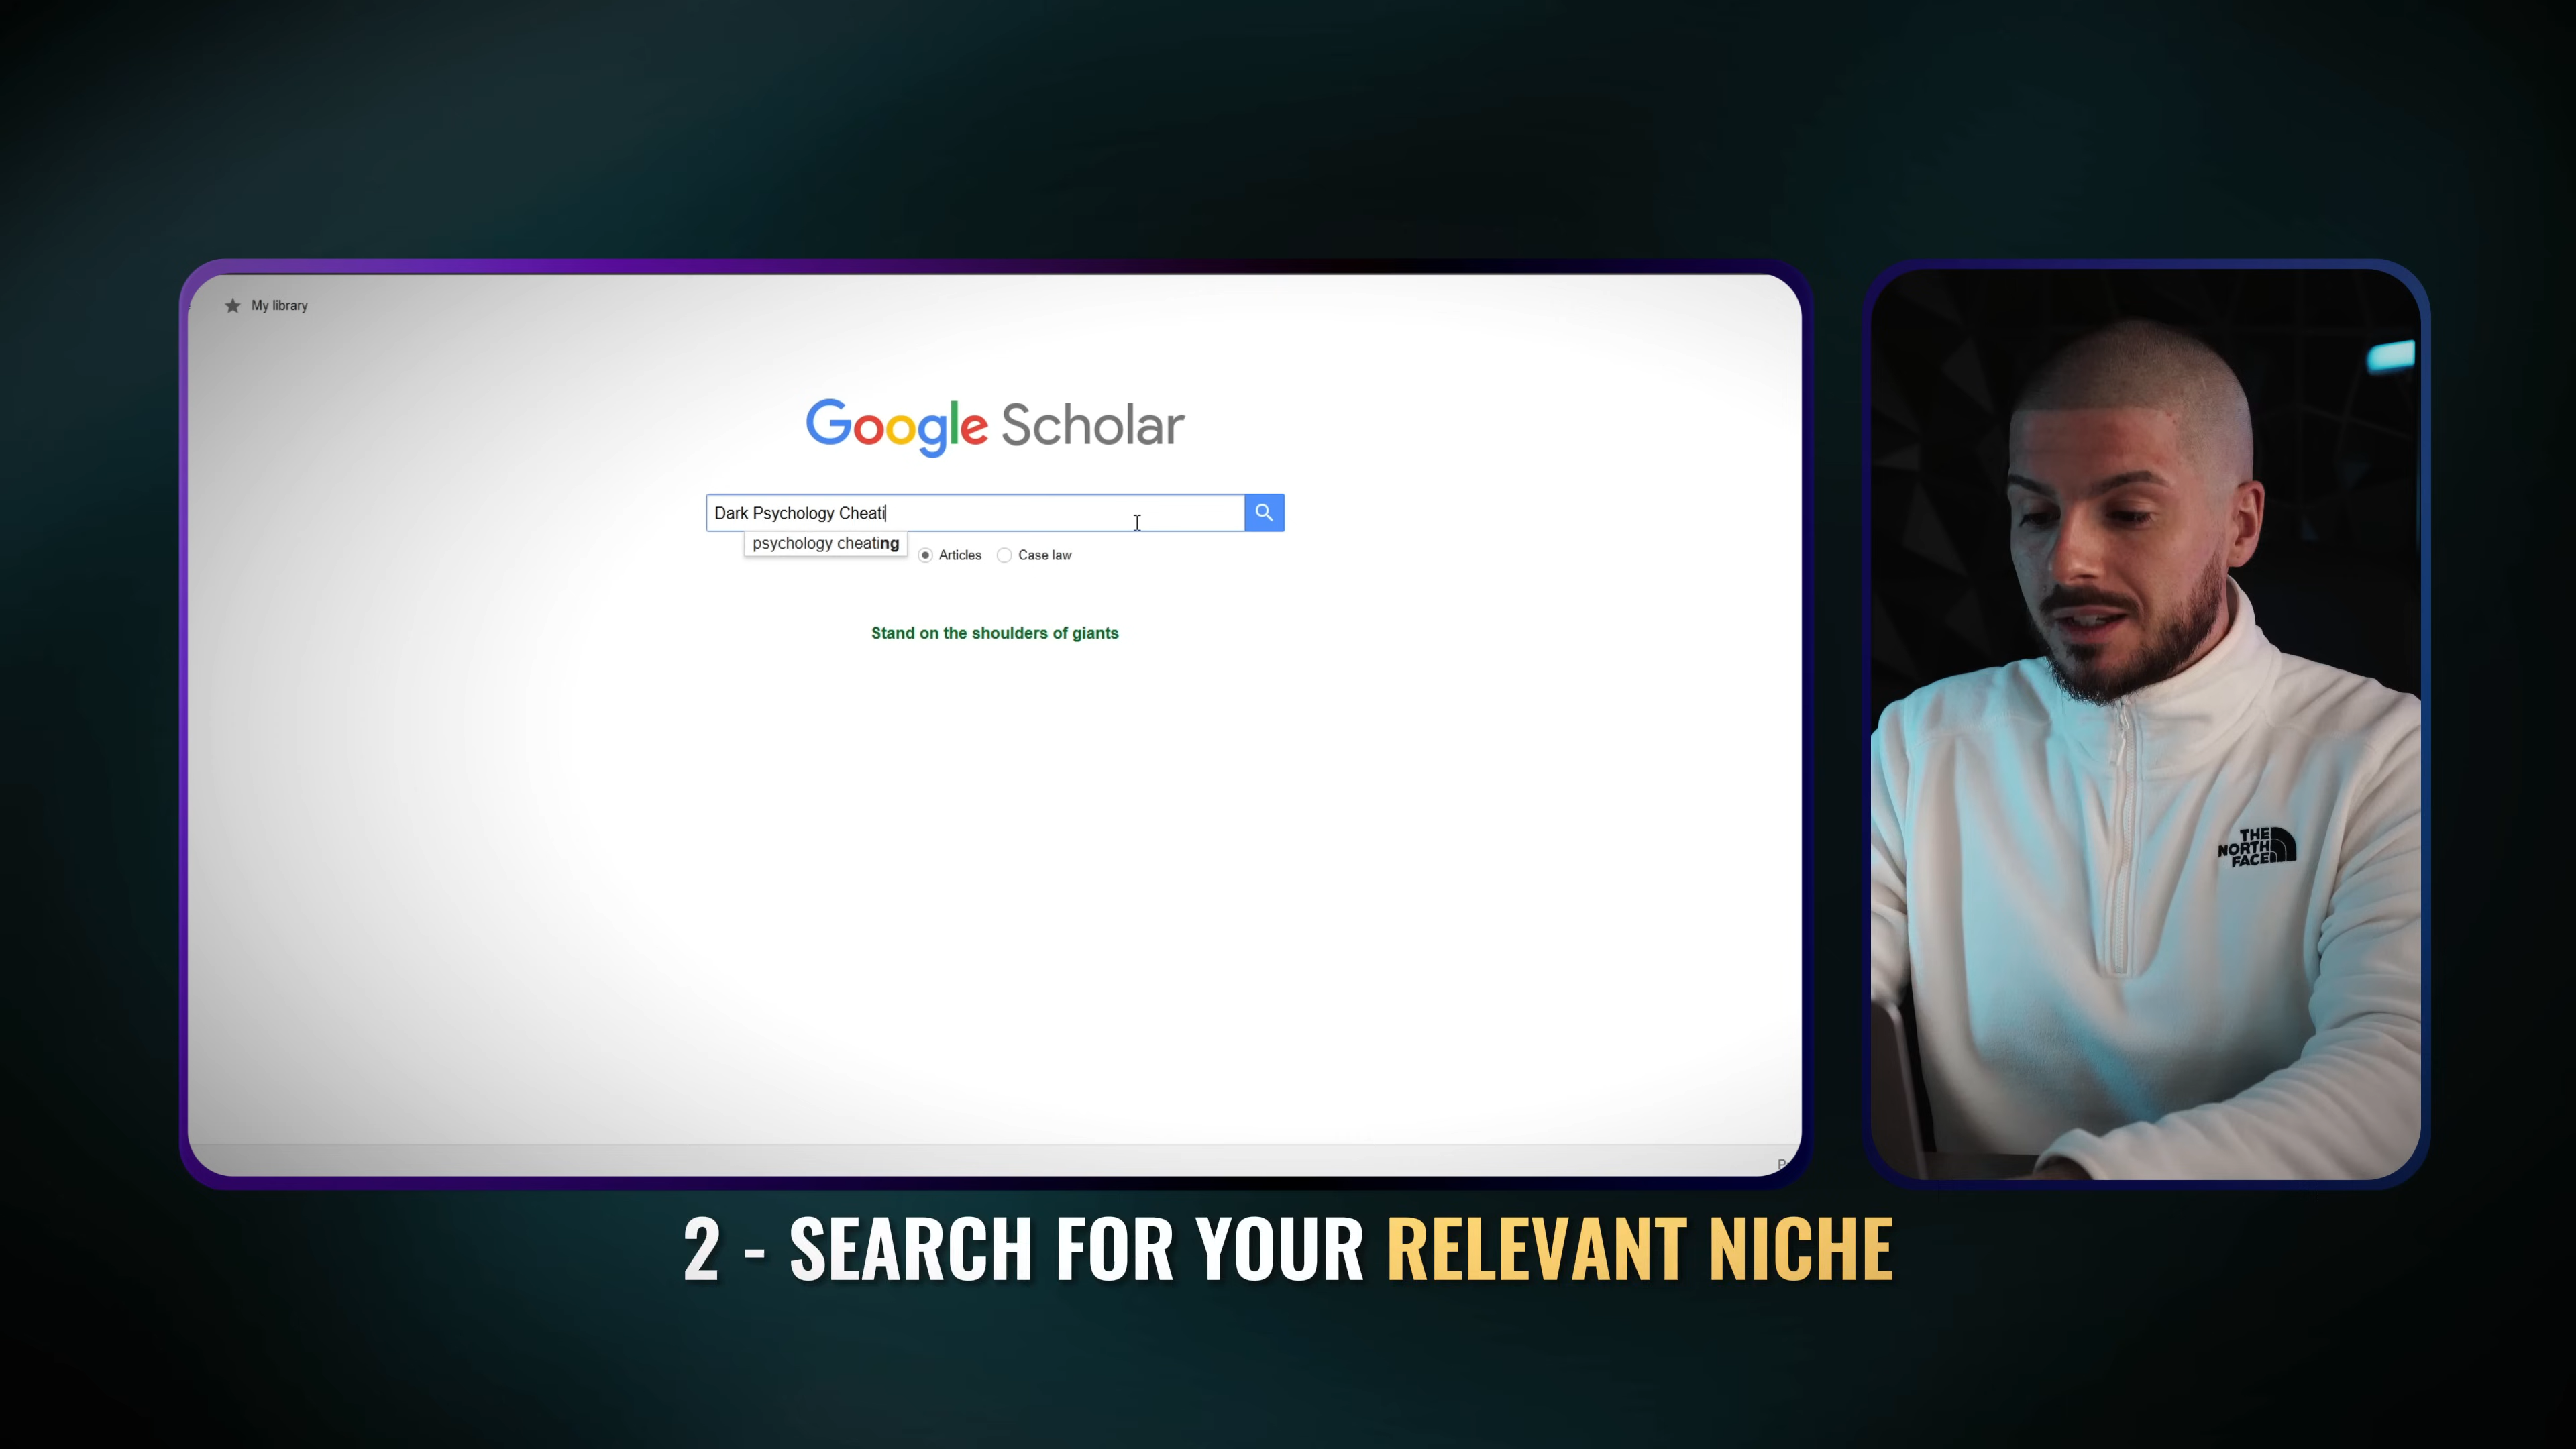 My library
Google Scholar
Dark Psychology Cheati
psychology cheating
Articles
Case law
Stand on the shoulders of giants
THE
NORTH
FACE
2 - SEARCH FOR YOUR RELEVANT NICHE